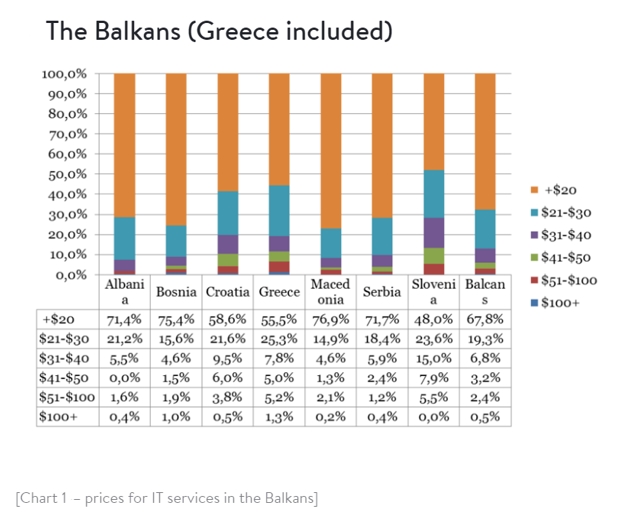 The Balkans (Greece included)
100,0%
90,0%
80,0%
70,0%
60,0%
50,0%
40,0%
30,0%
20,0%
10,0%
0,0%
+$20
$21-$30
$31-$40
$41-$50
$51-$100
$100+
Albani
a
Bosnia
Croatia
Greece
Maced
onia
Serbia
Sloveni
a
Balcan
s
+$20 71,4% 75,4% 58,6% 55,5% 76,9% 71,7% 48,0% 67,8%
$21-$30 21,2% 15,6% 21,6% 25,3% 14,9% 18,4% 23,6% 19,3%
$31-$40 5,5% 4,6% 9,5% 7,8% 4,6% 5,9% 15,0% 6,8%
$41-$50 0,0% 1,5% 6,0% 5,0% 1,3% 2,4% 7,9% 3,2%
$51-$100 1,6% 1,9% 3,8% 5,2% 2,1% 1,2% 5,5% 2,4%
$100+ 0,4% 1,0% 0,5% 1,3% 0,2% 0,4% 0,0% 0,5%
[Chart 1 – prices for IT services in the Balkans]